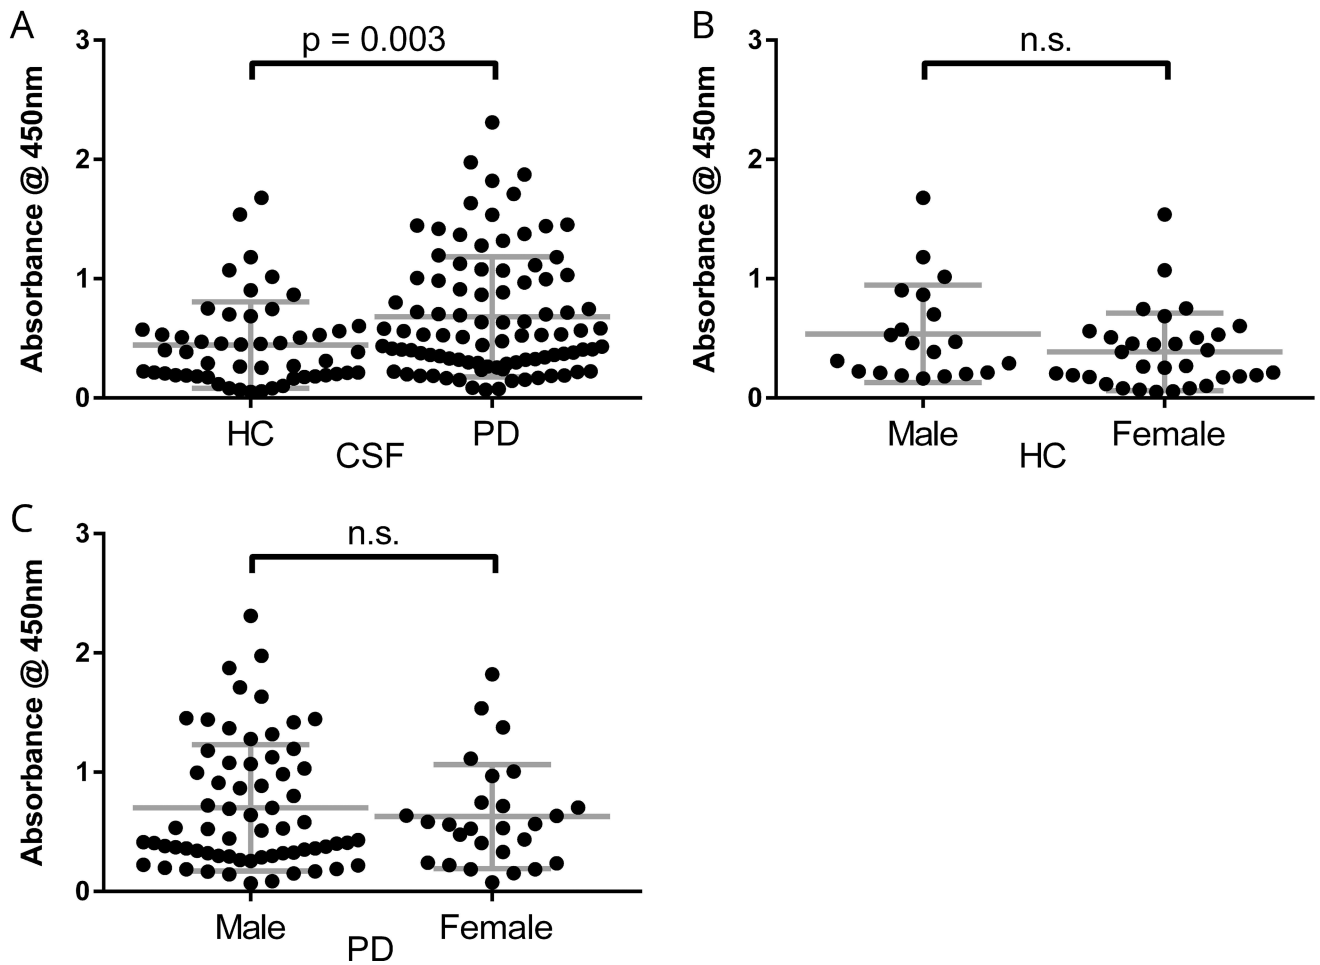 A
p = 0.003
Absorbance @ 450nm
3
2
1
0
HC
PD
CSF
B
n.s.
Absorbance @ 450nm
3
2
1
0
Male
Female
HC
C
n.s.
Absorbance @ 450nm
3
2
1
0
Male
Female
PD